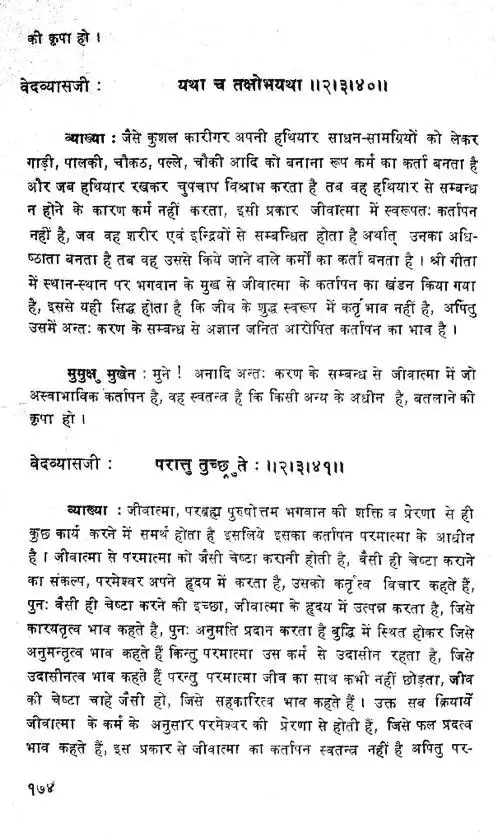 की कृपा हो ।
वेदव्यासजी : यथा च तक्षोभयथा ।।२।३।४०।।
व्याख्या : जैसे कुशल कारीगर अपनी हथियार साधन-सामग्रियों को लेकर
गाड़ी, पालकी, चौकठ, पल्ले, चौकी आदि को बनाना रूप कर्म का कर्ता बनता है
और जब हथियार रखकर चुपचाप विश्राभ करता है तब वह हथियार से सम्बन्ध
न होने के कारण कर्म नहीं करता, इसी प्रकार जीवात्मा में स्वरूपतः कर्तापन
नहीं है, जव वह शरीर एवं इन्द्रियों से सम्बन्धित होता है अर्थात् उनका अधि-
ष्ठाता बनता है तब वह उससे किये जाने वाले कर्मों का कर्ता बनता है । श्री गीता
में स्थान-स्थान पर भगवान के मुख से जीवात्मा के कर्तापन का खंडन किया गया
है, इससे यही सिद्ध होता है कि जीव के शुद्ध स्वरूप में कर्तृभाव नहीं है, अपितु
उसमें अन्तः करण के सम्बन्ध से अज्ञान जनित आरोपित कर्तापन का भाव है ।
मुमुक्षु मुखेन : मुने ! अनादि अन्तः करण के सम्बन्ध से जीवात्मा में जो
अस्वाभाविक कर्तापन है, वह स्वतन्त्र है कि किसी अन्य के अधीन है, बतलाने की
कृपा हो ।
वेदव्यासजी : परात्तु तुच्छ्रुतेः ।।२।३।४१।।
व्याख्या : जीवात्मा, परब्रह्म पुरुषोत्तम भगवान की शक्ति व प्रेरणा से ही
कुछ कार्य करने में समर्थ होता है इसलिये इसका कर्तापन परमात्मा के आधीन
है । जीवात्मा से परमात्मा को जैसी चेष्टा करानी होती है, वैसी ही चेष्टा कराने
का संकल्प, परमेश्वर अपने हृदय में करता है, उसको कर्तृत्व विचार कहते हैं,
पुनः वैसी ही चेष्टा करने की इच्छा, जीवात्मा के हृदय में उत्पन्न करता है, जिसे
कारयतृत्व भाव कहते है, पुनः अनुमति प्रदान करता है बुद्धि में स्थित होकर जिसे
अनुमन्तृत्व भाव कहते हैं किन्तु परमात्मा उस कर्म से उदासीन रहता है, जिसे
उदासीनत्व भाव कहते हैं परन्तु परमात्मा जीव का साथ कभी नहीं छोड़ता, जीव
की चेष्टा चाहे जैसी हो, जिसे सहकारित्व भाव कहते हैं । उक्त सब क्रियायें
जीवात्मा के कर्म के अनुसार परमेश्वर की प्रेरणा से होती हैं, जिसे फल प्रदत्व
भाव कहते हैं, इस प्रकार से जीवात्मा का कर्तापन स्वतन्त्र नहीं है अपितु पर-
१७४